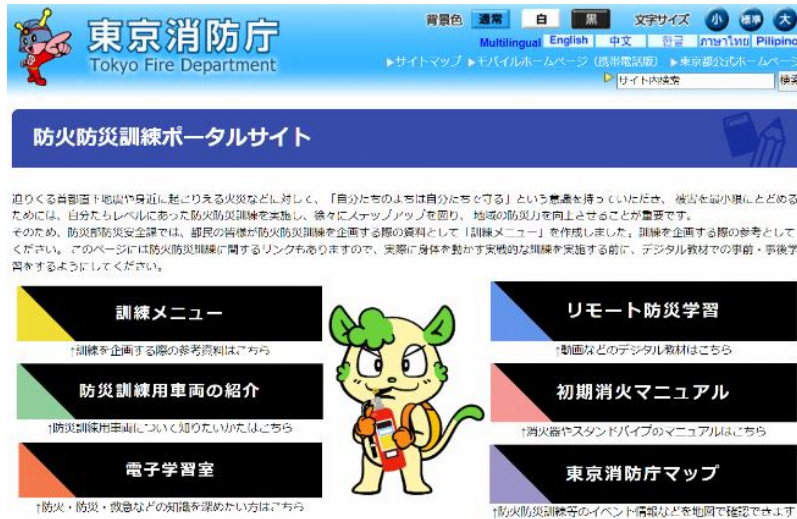 東京消防庁
Tokyo Fire Department
背景色 通常 白 黒 文字サイズ 小 標準 大
Multilingual English 中文 한글 ภาษาไทย Pilipino
▶サイトマップ ▶モバイルホームページ（携帯電話版） ▶東京都公式ホームページ
サイト内検索 検索
防火防災訓練ポータルサイト
迫りくる首都直下地震や身近に起こりえる火災などに対して、「自分たちのまちは自分たちで守る」という意識を持っていただき、 被害を最小限にとどめる
ためには、自分たちレベルにあった防火防災訓練を実施し、徐々にステップアップを図り、 地域の防災力を向上させることが重要です。
そのため、防災部防災安全課では、都民の皆様が防火防災訓練を企画する際の資料として「訓練メニュー」を作成しました。訓練を企画する際の参考として
ください。 このページには防火防災訓練に関するリンクもありますので、実際に身体を動かす実戦的な訓練を実施する前に、デジタル教材での事前・事後学
習をするようにしてください。
訓練メニュー
↑訓練を企画する際の参考資料はこちら
リモート防災学習
↑動画などのデジタル教材はこちら
防災訓練用車両の紹介
↑防災訓練用車両について知りたいかたはこちら
初期消火マニュアル
↑消火器やスタンドパイプのマニュアルはこちら
電子学習室
↑防火・防災・救急などの知識を深めたい方はこちら
東京消防庁マップ
↑防火防災訓練等のイベント情報などを地図で確認できます